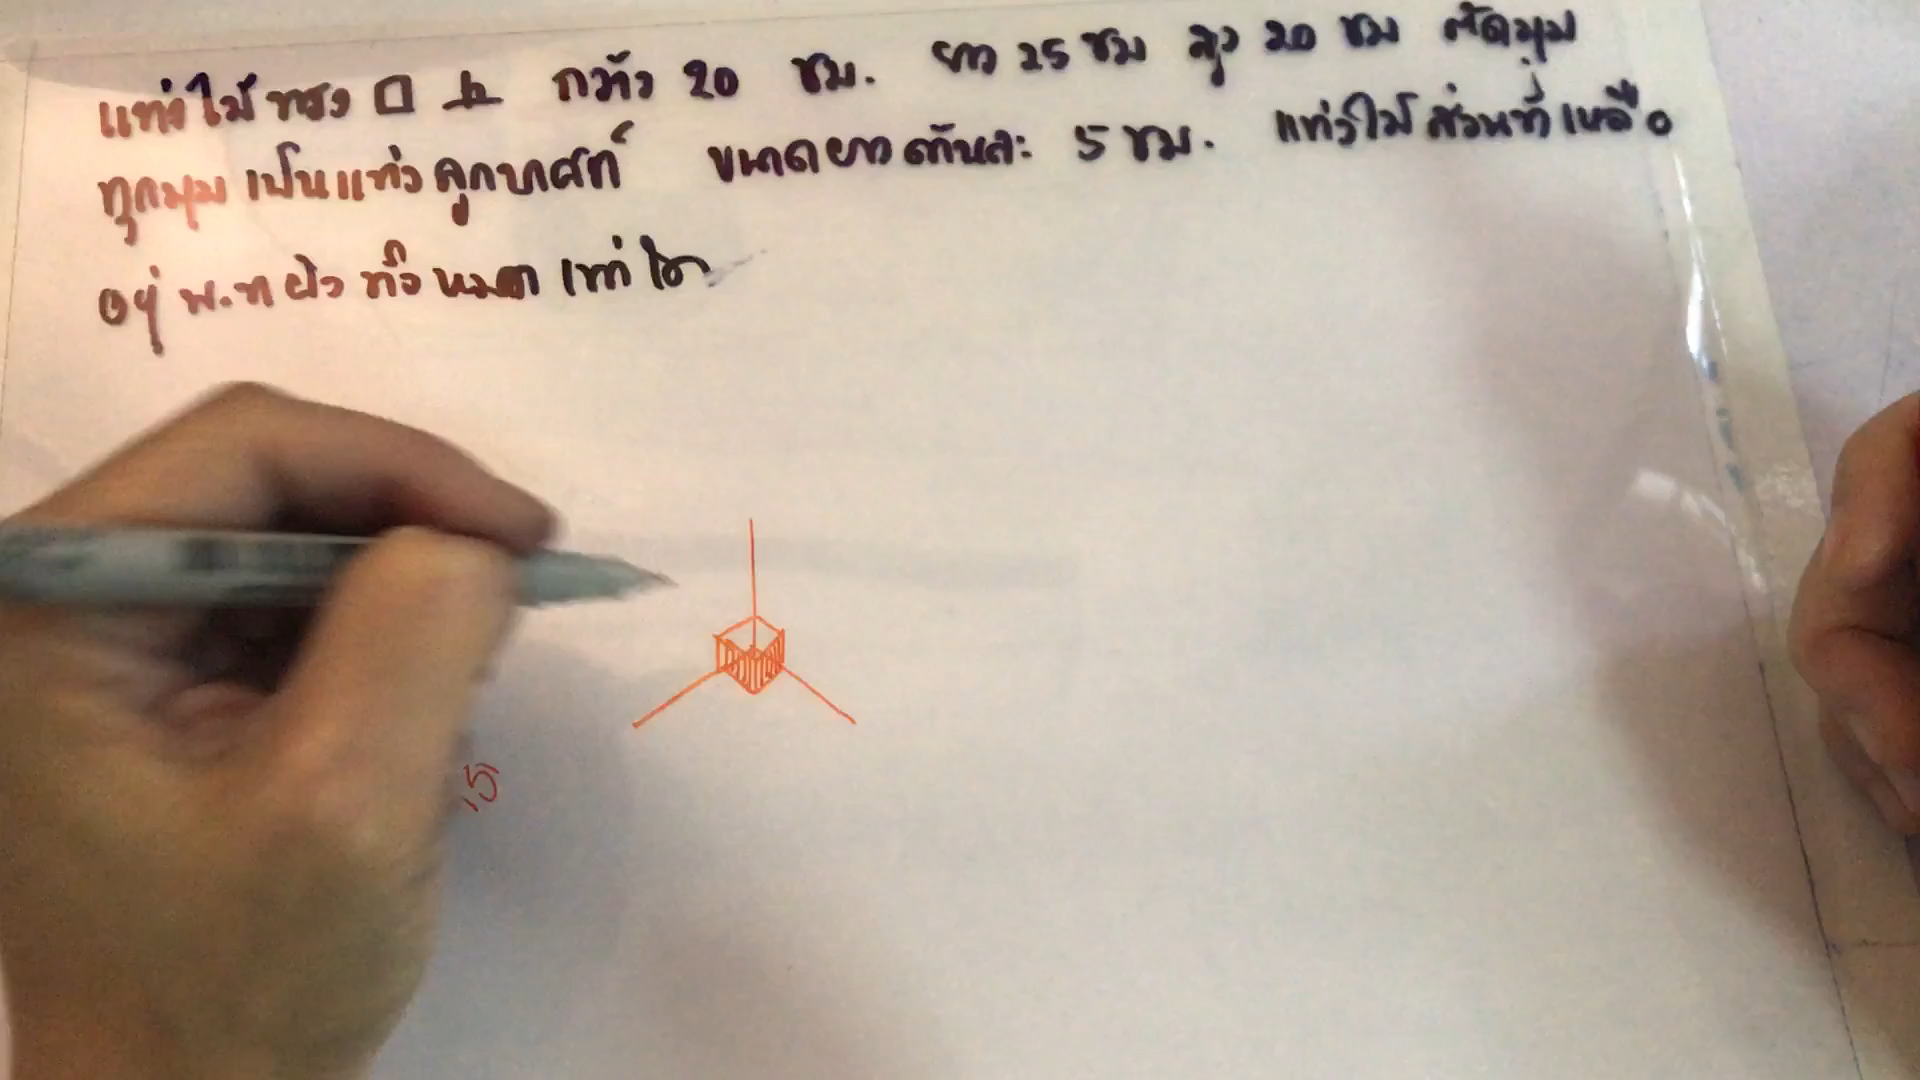 แท่งไม้ทรง □ ⊥ กว้าง 20 ซม. ยาว 25 ซม สูง 20 ซม ตัดมุม
ทุกมุม เป็นแท่งลูกบาศก์ ขนาดยาวด้านละ 5 ซม. แท่งไม้ส่วนที่เหลือ
อยู่ พ.ท ผิว ทั้งหมด เท่าใด
5